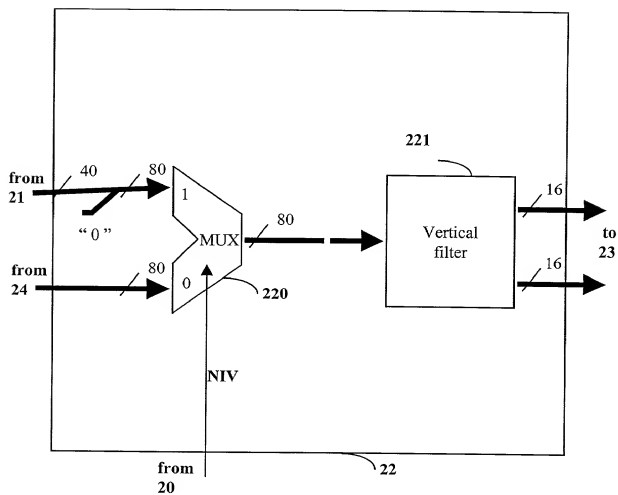 221
from
21
40
80
"0"
1
MUX
0
80
Vertical
filter
16
16
to
23
from
24
80
220
NIV
from
20
22